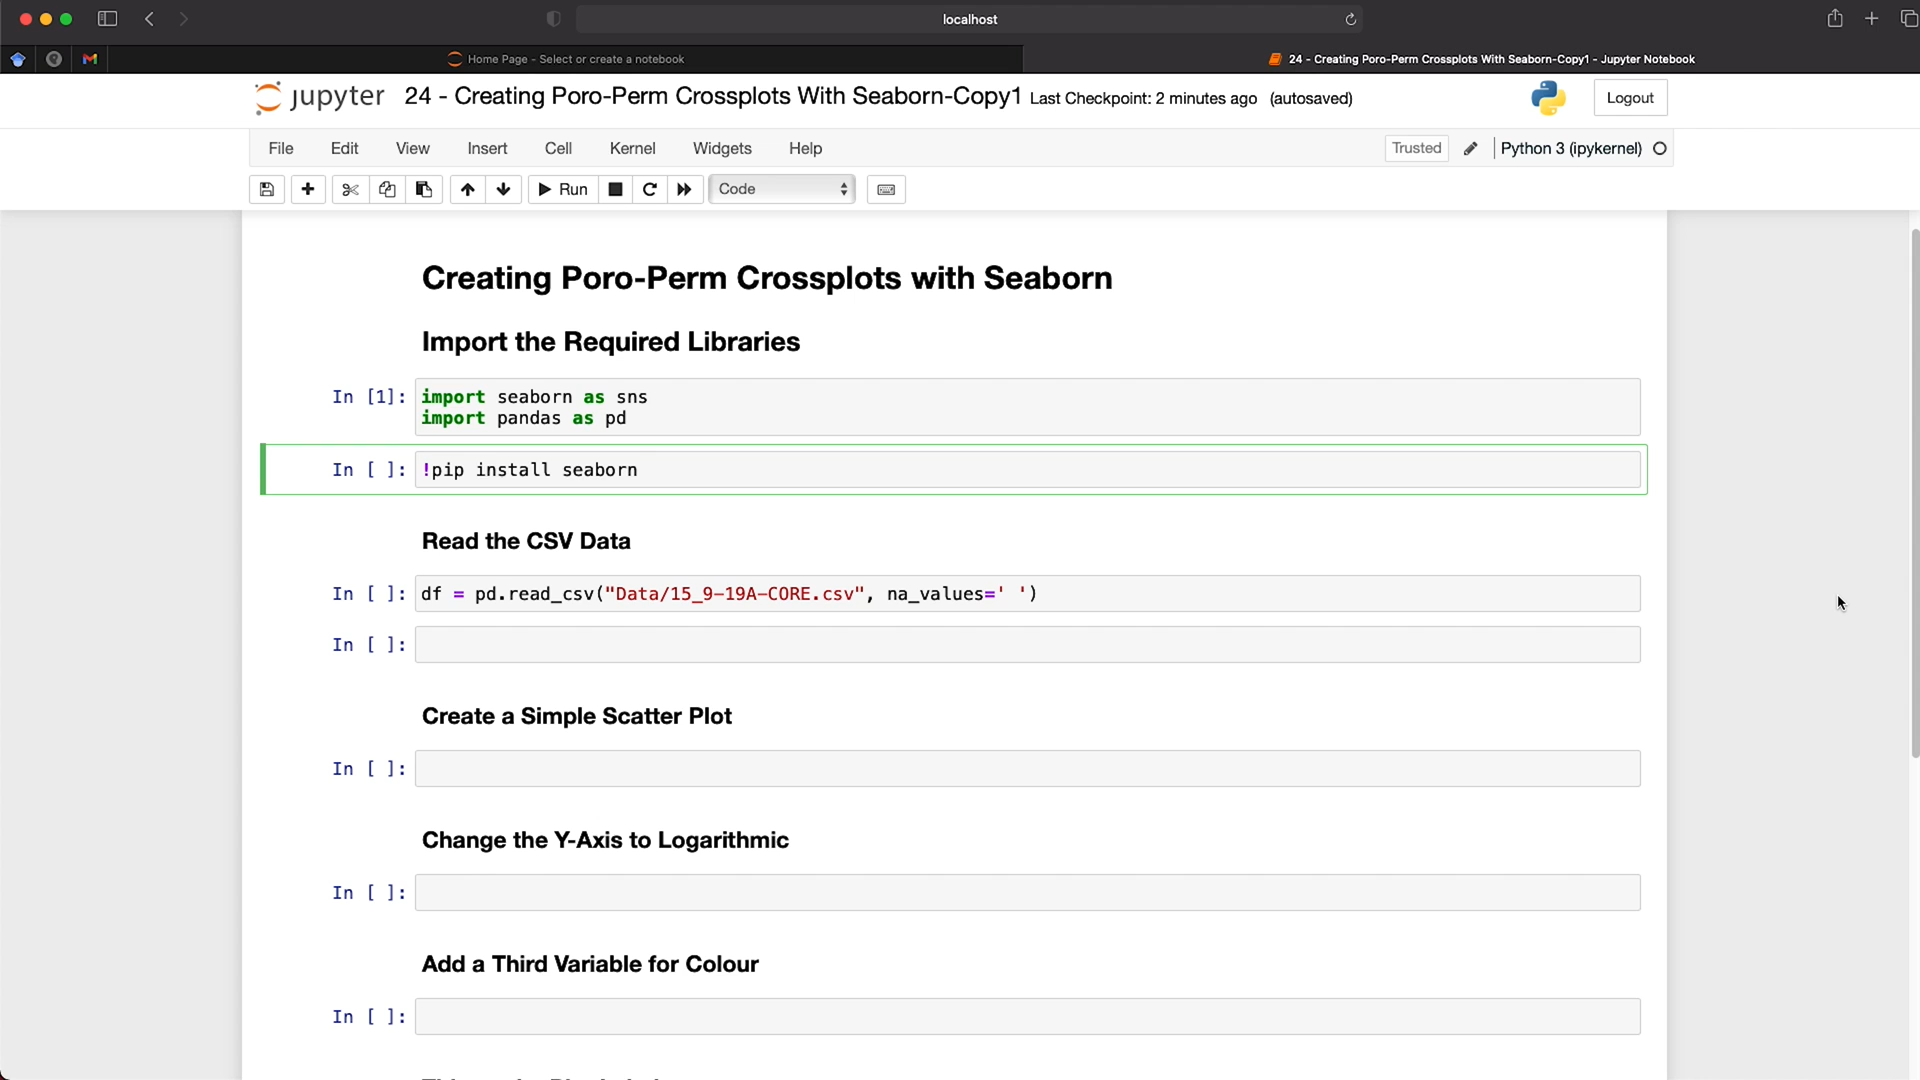 localhost
Home Page - Select or create a notebook
24 - Creating Poro-Perm Crossplots With Seaborn-Copy1 - Jupyter Notebook
jupyter 24 - Creating Poro-Perm Crossplots With Seaborn-Copy1 Last Checkpoint: 2 minutes ago (autosaved)
Logout
File Edit View Insert Cell Kernel Widgets Help
Trusted Python 3 (ipykernel)
Run Code
Creating Poro-Perm Crossplots with Seaborn
Import the Required Libraries
In [1]: import seaborn as sns
import pandas as pd
In [ ]: !pip install seaborn
Read the CSV Data
In [ ]: df = pd.read_csv("Data/15_9-19A-CORE.csv", na_values=' ')
In [ ]:
Create a Simple Scatter Plot
In [ ]:
Change the Y-Axis to Logarithmic
In [ ]:
Add a Third Variable for Colour
In [ ]: